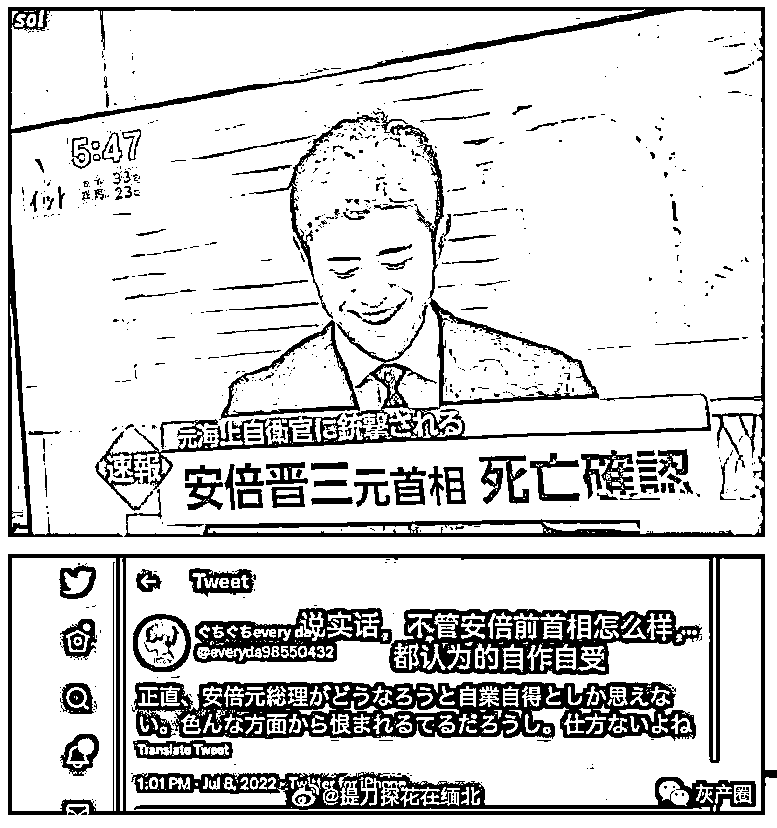 sol
5:47
イット
33
群馬 23
元海上自衛官に銃撃される
速報
安倍晋三元首相 死亡確認
Tweet
ぐちぐちevery day
@everyda98550432
说实话，不管安倍前首相怎么样，
都认为的自作自受
正直、安倍元総理がどうなろうと自業自得としか思えな
い。色んな方面から恨まれるてるだろうし。仕方ないよね
Translate Tweet
1:01 PM · Jul 8, 2022 · Twitter for iPhone
@提刀探花在缅北
灰产圈